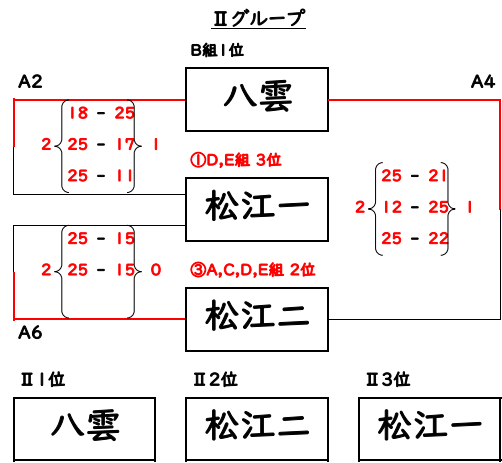 Ⅱグループ
B組1位
A2
A4
八雲
18 - 25
2 25 - 17 1
25 - 11
①D,E組 3位
松江一
25 - 21
2 12 - 25 1
25 - 22
25 - 15
2 25 - 15 0
③A,C,D,E組 2位
松江二
A6
Ⅱ1位
Ⅱ2位
Ⅱ3位
八雲
松江二
松江一